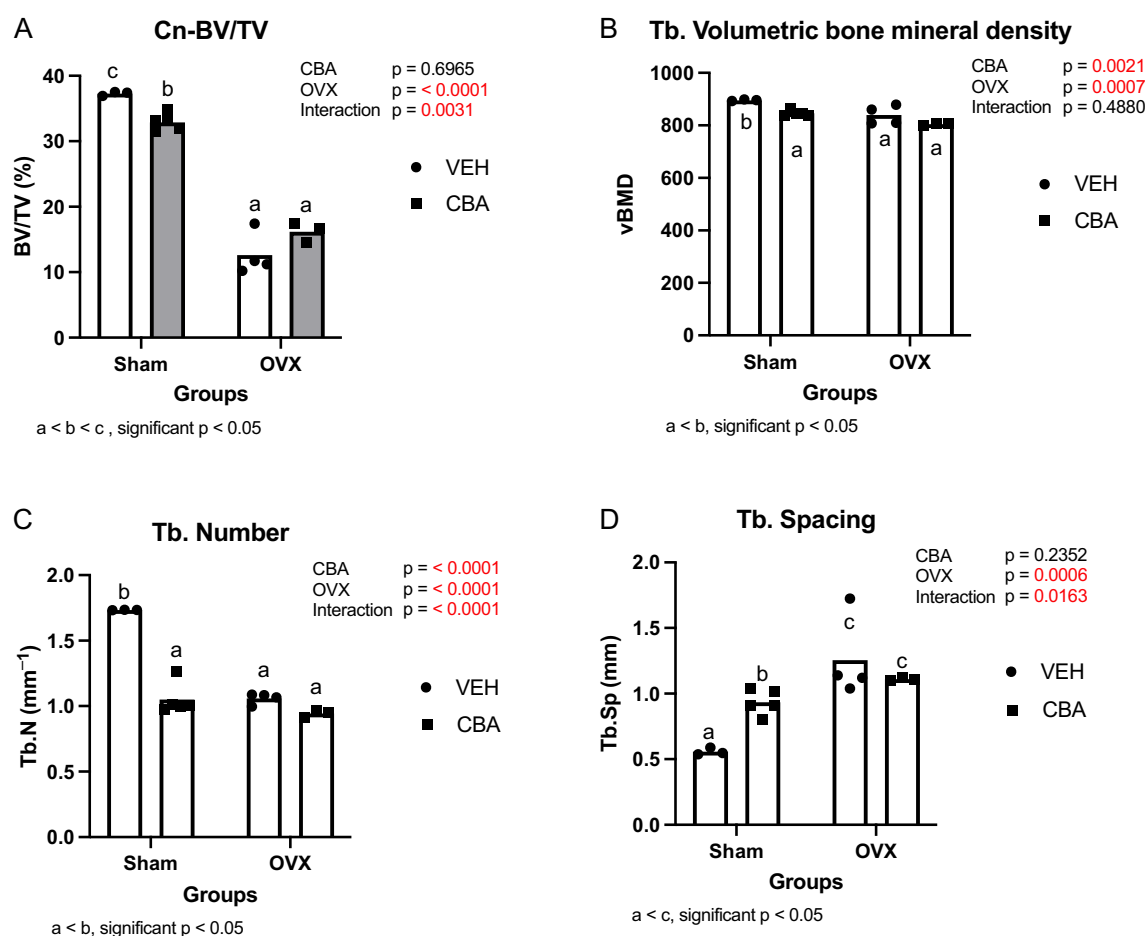 A
Cn-BV/TV
CBA p = 0.6965
OVX p = < 0.0001
Interaction p = 0.0031
BV/TV (%)
40
30
20
10
0
c
b
a
a
VEH
CBA
Sham
OVX
Groups
a < b < c , significant p < 0.05
B
Tb. Volumetric bone mineral density
CBA p = 0.0021
OVX p = 0.0007
Interaction p = 0.4880
vBMD
1000
800
600
400
200
0
b
a
a
a
VEH
CBA
Sham
OVX
Groups
a < b, significant p < 0.05
C
Tb. Number
CBA p = < 0.0001
OVX p = < 0.0001
Interaction p = < 0.0001
Tb.N (mm⁻¹)
2.0
1.5
1.0
0.5
0.0
b
a
a
a
VEH
CBA
Sham
OVX
Groups
a < b, significant p < 0.05
D
Tb. Spacing
CBA p = 0.2352
OVX p = 0.0006
Interaction p = 0.0163
Tb.Sp (mm)
2.0
1.5
1.0
0.5
0.0
a
b
c
c
VEH
CBA
Sham
OVX
Groups
a < c, significant p < 0.05